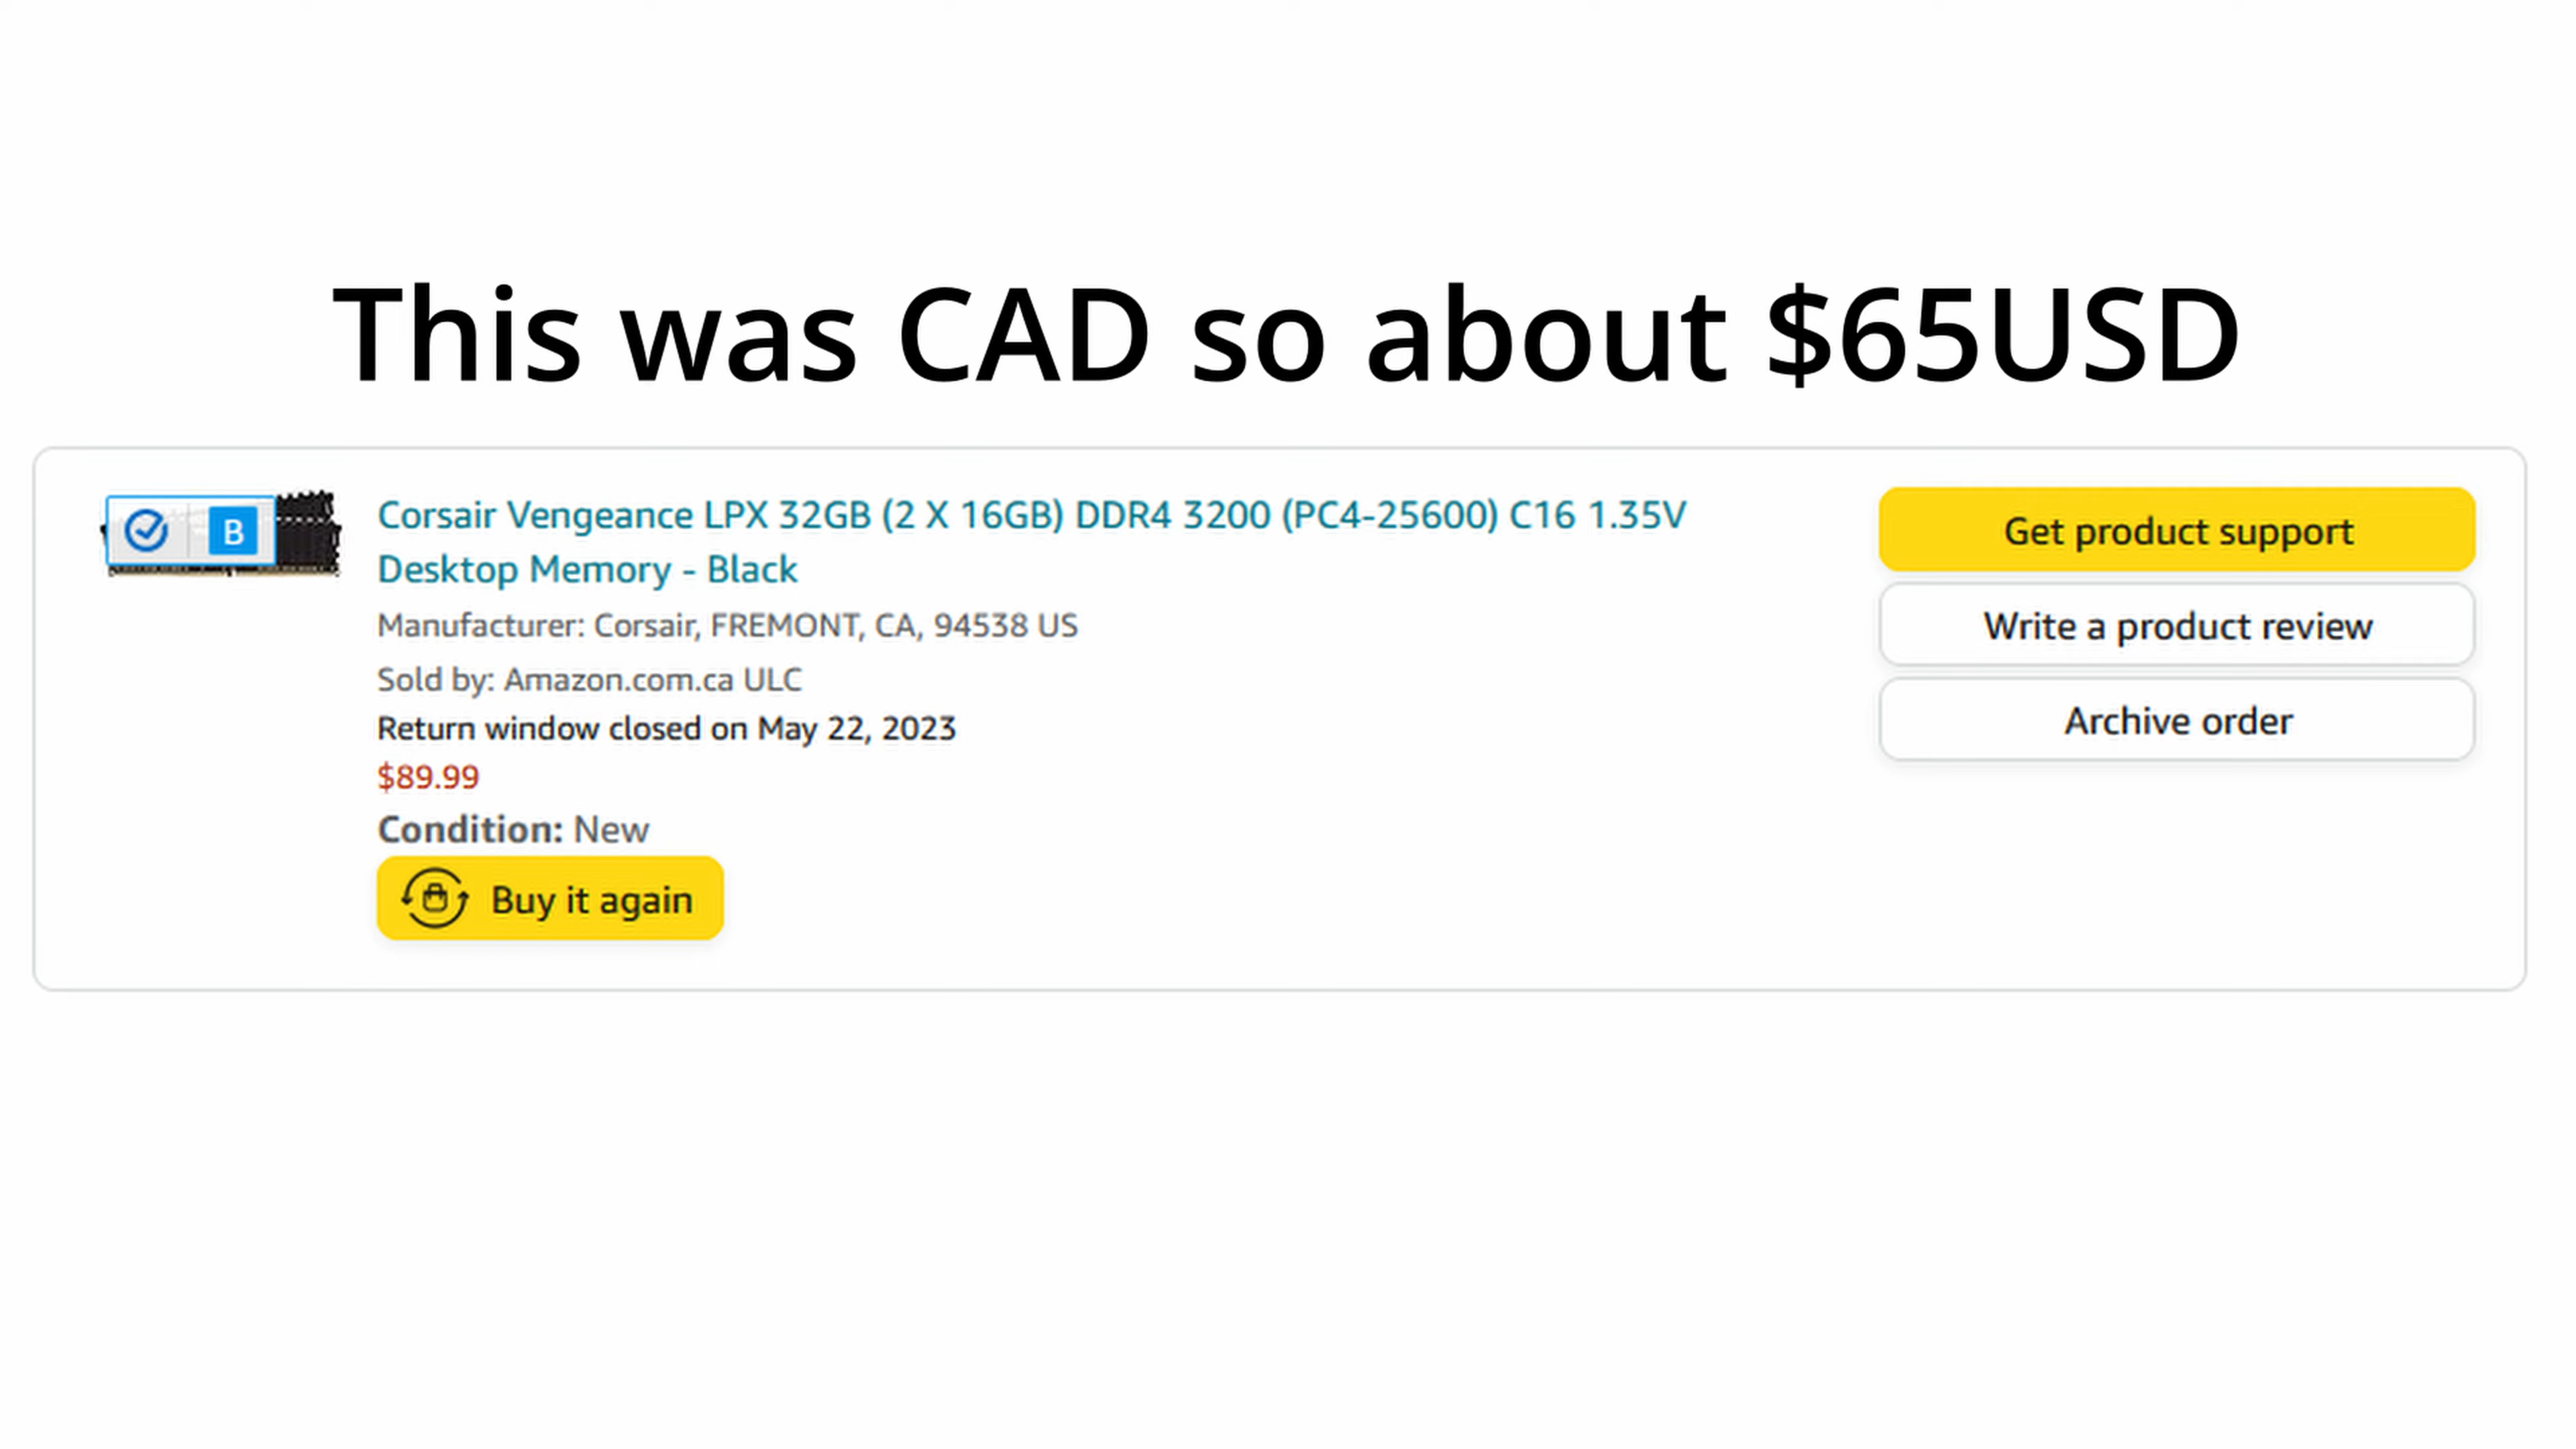 This was CAD so about $65USD
B
Corsair Vengeance LPX 32GB (2 X 16GB) DDR4 3200 (PC4-25600) C16 1.35V
Desktop Memory - Black
Manufacturer: Corsair, FREMONT, CA, 94538 US
Sold by: Amazon.com.ca ULC
Return window closed on May 22, 2023
$89.99
Condition: New
Buy it again
Get product support
Write a product review
Archive order